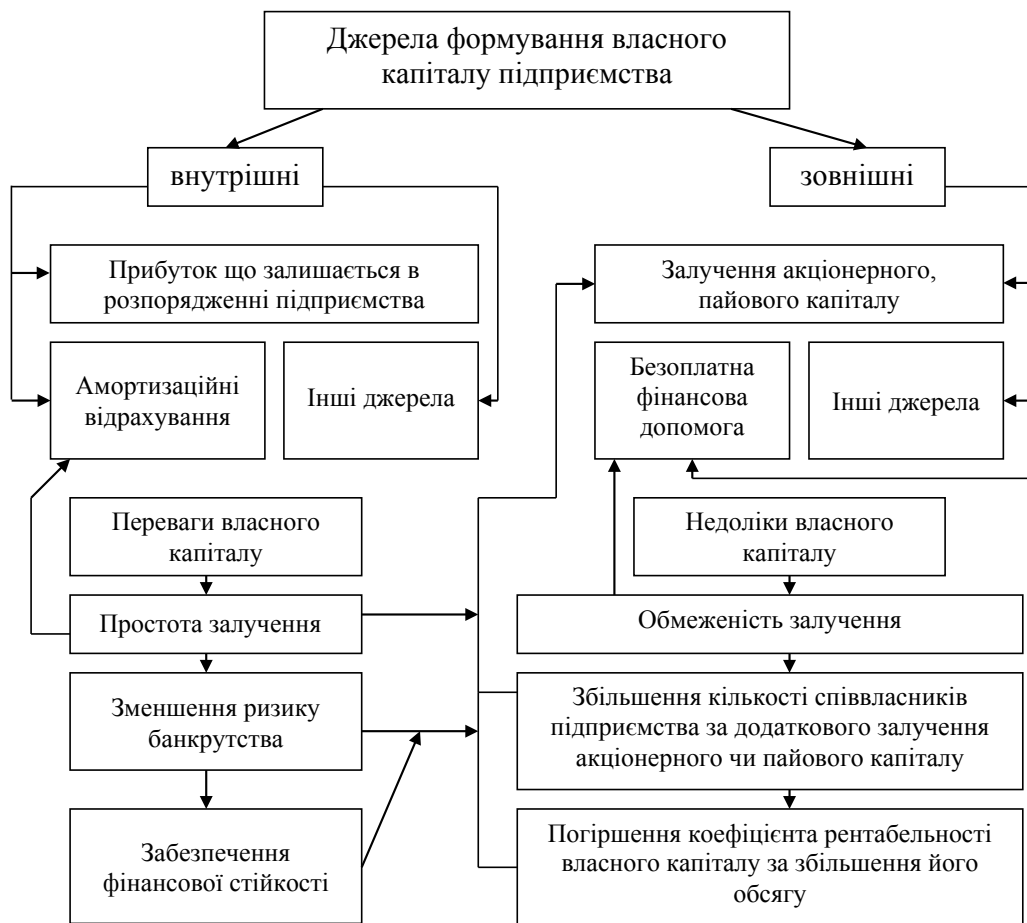 Джерела формування власного
капіталу підприємства
внутрішні
зовнішні
Прибуток що залишається в
розпорядженні підприємства
Залучення акціонерного,
пайового капіталу
Амортизаційні
відрахування
Інші джерела
Безоплатна
фінансова
допомога
Інші джерела
Переваги власного
капіталу
Недоліки власного
капіталу
Простота залучення
Обмеженість залучення
Зменшення ризику
банкрутства
Збільшення кількості співвласників
підприємства за додаткового залучення
акціонерного чи пайового капіталу
Забезпечення
фінансової стійкості
Погіршення коефіцієнта рентабельності
власного капіталу за збільшення його
обсягу